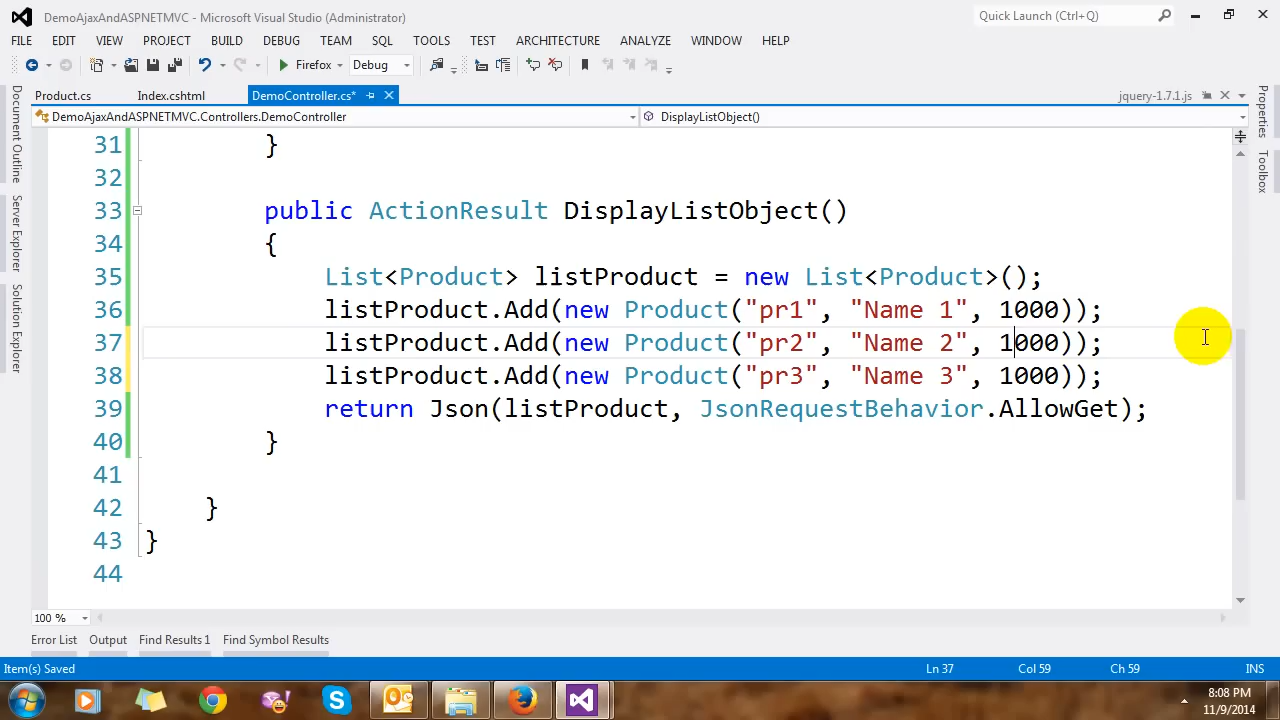 DemoAjaxAndASPNETMVC - Microsoft Visual Studio (Administrator)
Quick Launch (Ctrl+Q)
FILE EDIT VIEW PROJECT BUILD DEBUG TEAM SQL TOOLS TEST ARCHITECTURE ANALYZE WINDOW HELP
Firefox Debug
Product.cs Index.cshtml DemoController.cs* jquery-1.7.1.js
DemoAjaxAndASPNETMVC.Controllers.DemoController DisplayListObject()
Document Outline
Server Explorer
Solution Explorer
Properties
Toolbox
31 }
32
33 public ActionResult DisplayListObject()
34 {
35 List<Product> listProduct = new List<Product>();
36 listProduct.Add(new Product("pr1", "Name 1", 1000));
37 listProduct.Add(new Product("pr2", "Name 2", 1000));
38 listProduct.Add(new Product("pr3", "Name 3", 1000));
39 return Json(listProduct, JsonRequestBehavior.AllowGet);
40 }
41
42 }
43 }
44
100 %
Error List Output Find Results 1 Find Symbol Results
Item(s) Saved Ln 37 Col 59 Ch 59 INS
8:08 PM
11/9/2014